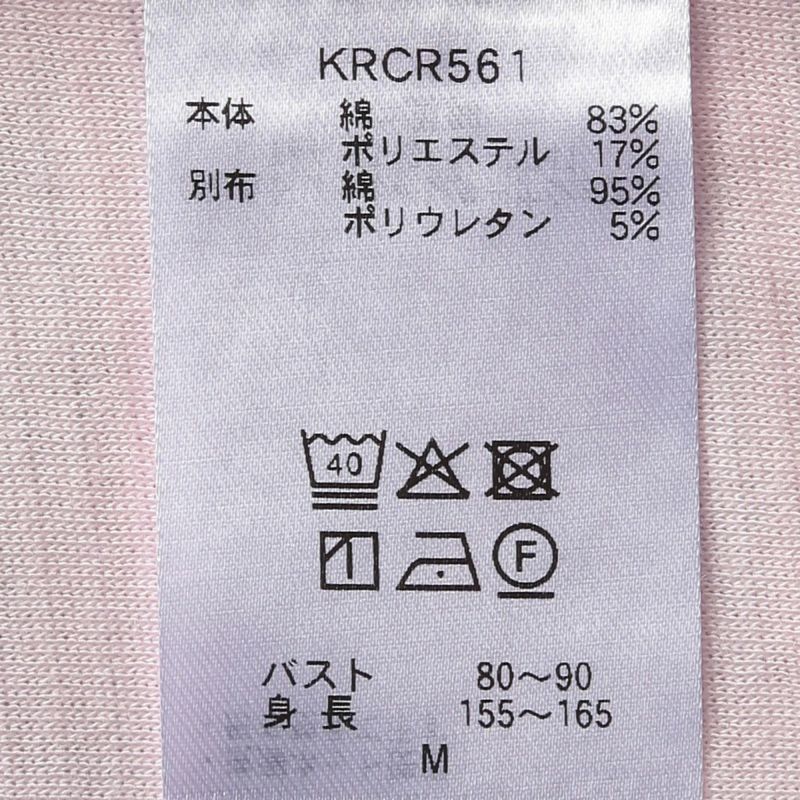 KRCR561
本体 綿 83%
ポリエステル 17%
別布 綿 95%
ポリウレタン 5%
40
F
バスト 80〜90
身長 155〜165
M